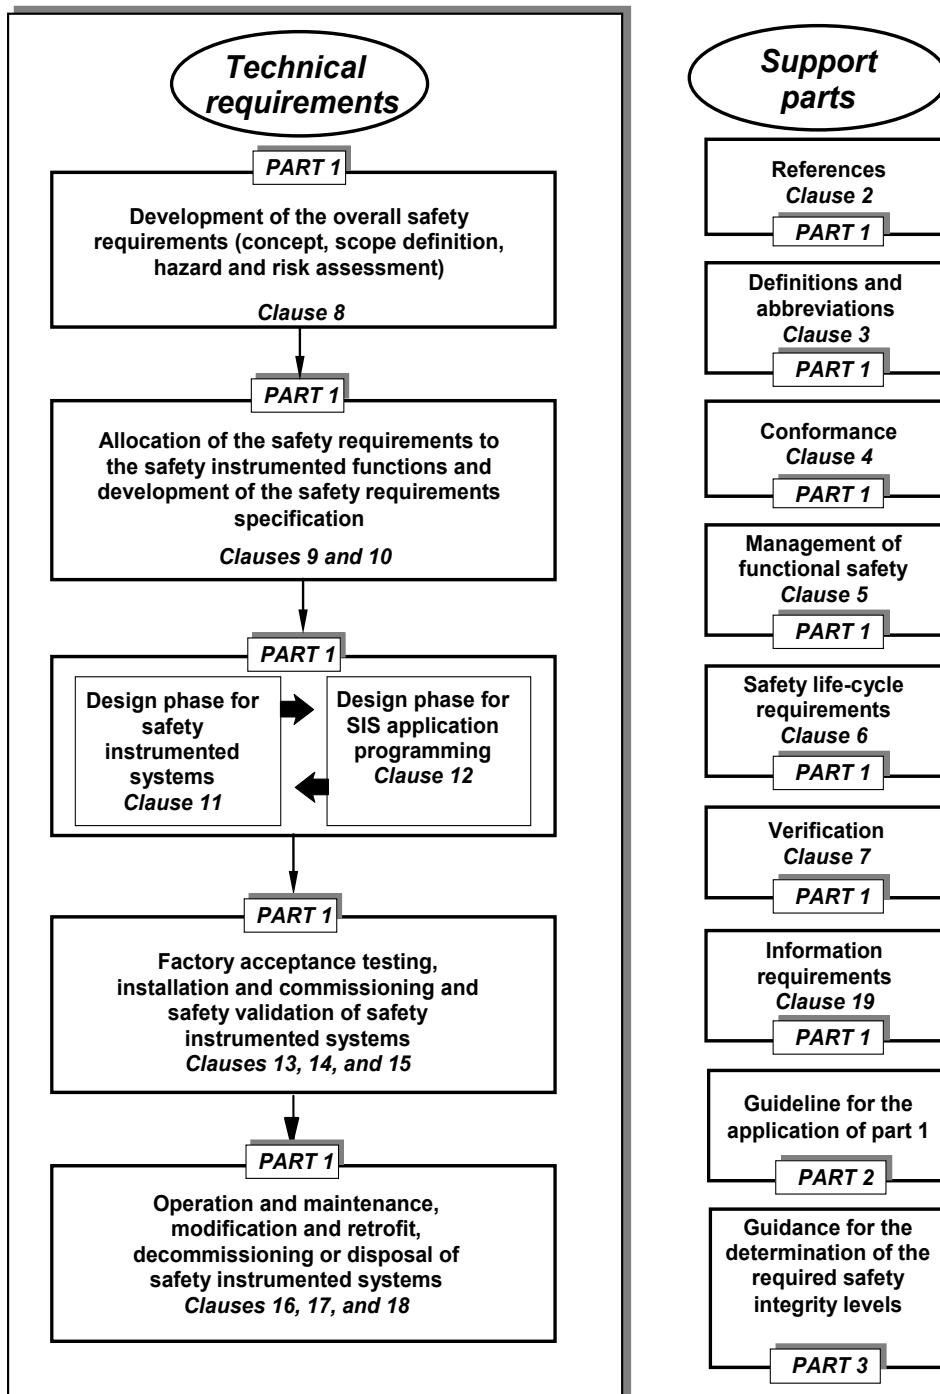 Technical
requirements
PART 1
Development of the overall safety
requirements (concept, scope definition,
hazard and risk assessment)
Clause 8
PART 1
Allocation of the safety requirements to
the safety instrumented functions and
development of the safety requirements
specification
Clauses 9 and 10
PART 1
Design phase for
safety
instrumented
systems
Clause 11
Design phase for
SIS application
programming
Clause 12
PART 1
Factory acceptance testing,
installation and commissioning and
safety validation of safety
instrumented systems
Clauses 13, 14, and 15
PART 1
Operation and maintenance,
modification and retrofit,
decommissioning or disposal of
safety instrumented systems
Clauses 16, 17, and 18
Support
parts
References
Clause 2
PART 1
Definitions and
abbreviations
Clause 3
PART 1
Conformance
Clause 4
PART 1
Management of
functional safety
Clause 5
PART 1
Safety life-cycle
requirements
Clause 6
PART 1
Verification
Clause 7
PART 1
Information
requirements
Clause 19
PART 1
Guideline for the
application of part 1
PART 2
Guidance for the
determination of the
required safety
integrity levels
PART 3